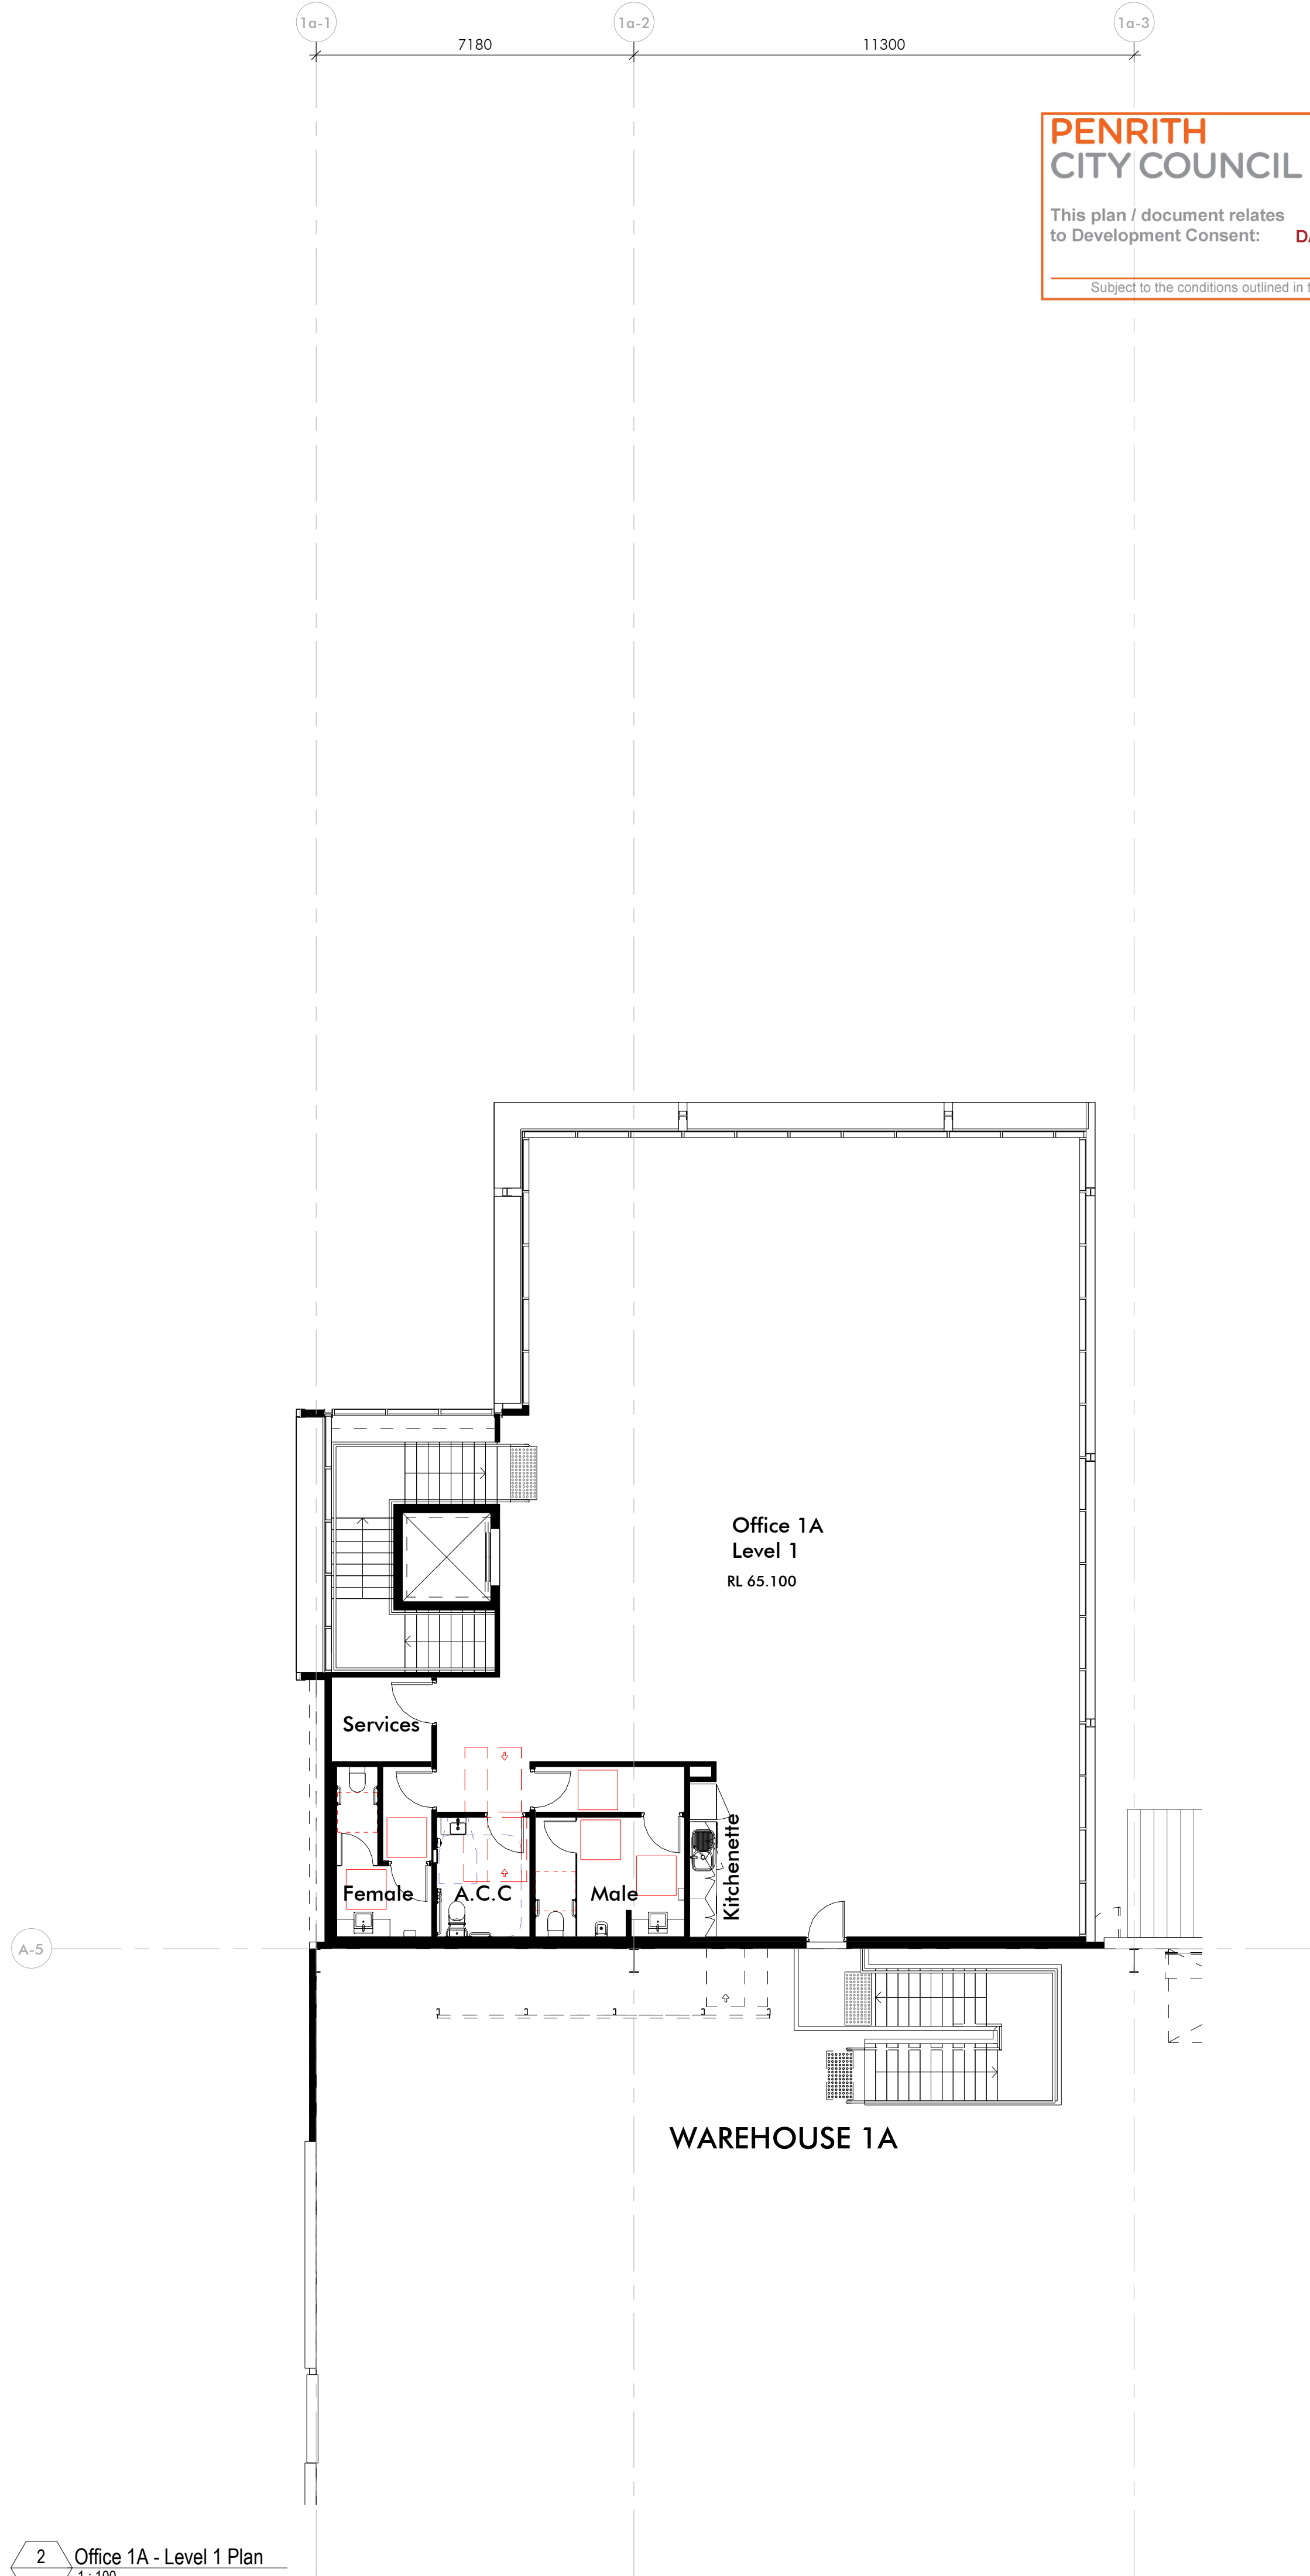 1a-1
1a-2
1a-3
7180
11300
PENRITH
CITY COUNCIL
This plan / document relates
to Development Consent:
Subject to the conditions outlined in
Office 1A
Level 1
RL 65.100
Services
Female
A.C.C
Male
Kitchenette
A-5
WAREHOUSE 1A
2
Office 1A - Level 1 Plan
1 : 100